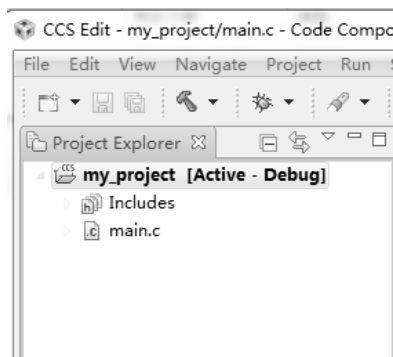 CCS Edit - my_project/main.c - Code Compo
File Edit View Navigate Project Run
Project Explorer
my_project [Active - Debug]
Includes
main.c